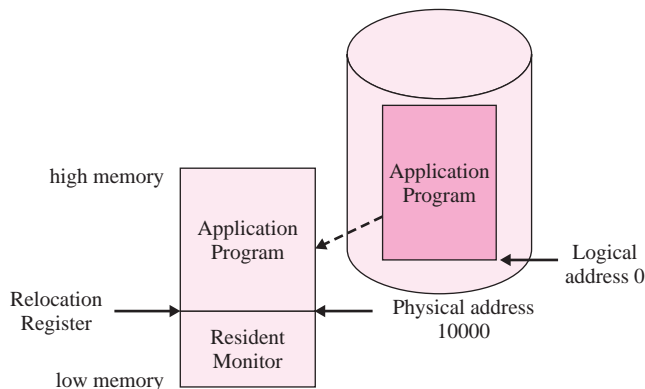 Application
Program
high memory
Application
Program
Logical
address 0
Relocation
Register
Physical address
10000
Resident
Monitor
low memory